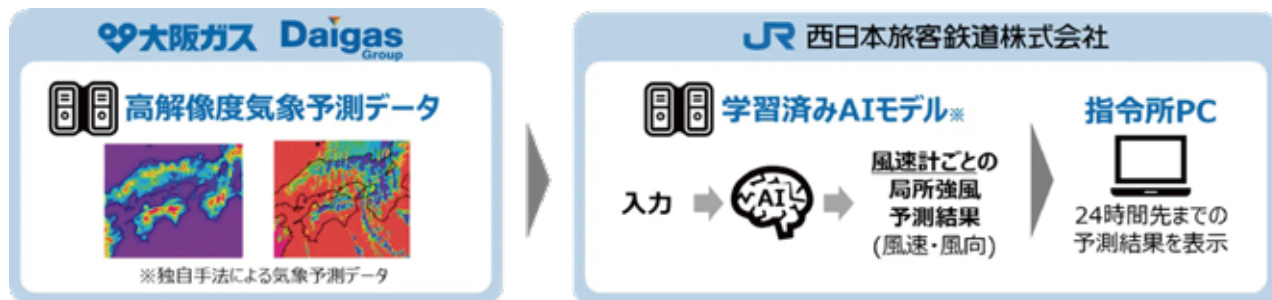 大阪ガス Daigas Group
高解像度気象予測データ
※独自手法による気象予測データ
JR 西日本旅客鉄道株式会社
学習済みAIモデル※
入力
AI
風速計ごとの
局所強風
予測結果
(風速・風向)
指令所PC
24時間先までの
予測結果を表示